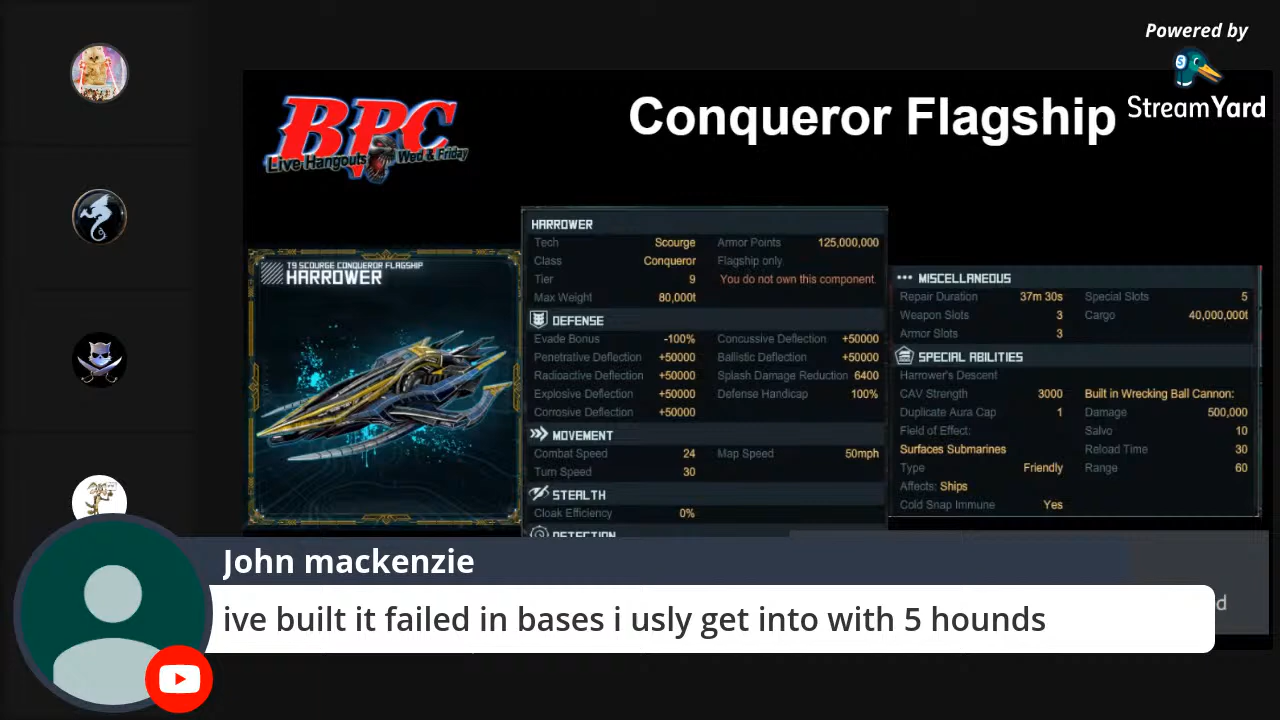 Powered by
StreamYard
BPC
Live Hangouts Wed & Friday
Conqueror Flagship
T9 SCOURGE CONQUEROR FLAGSHIP
HARROWER
HARROWER
Tech Scourge Armor Points 125,000,000
Class Conqueror Flagship only
Tier 9 You do not own this component.
Max Weight 80,000t
DEFENSE
Evade Bonus -100% Concussive Deflection +50000
Penetrative Deflection +50000 Ballistic Deflection +50000
Radioactive Deflection +50000 Splash Damage Reduction 6400
Explosive Deflection +50000 Defense Handicap 100%
Corrosive Deflection +50000
MOVEMENT
Combat Speed 24 Map Speed 50mph
Turn Speed 30
STEALTH
Cloak Efficiency 0%
DETECTION
••• MISCELLANEOUS
Repair Duration 37m 30s Special Slots 5
Weapon Slots 3 Cargo 40,000,000t
Armor Slots 3
SPECIAL ABILITIES
Harrower's Descent
CAV Strength 3000 Built in Wrecking Ball Cannon:
Duplicate Aura Cap 1 Damage 500,000
Field of Effect: Salvo 10
Surfaces Submarines Reload Time 30
Type Friendly Range 60
Affects: Ships
Cold Snap Immune Yes
John mackenzie
ive built it failed in bases i usly get into with 5 hounds